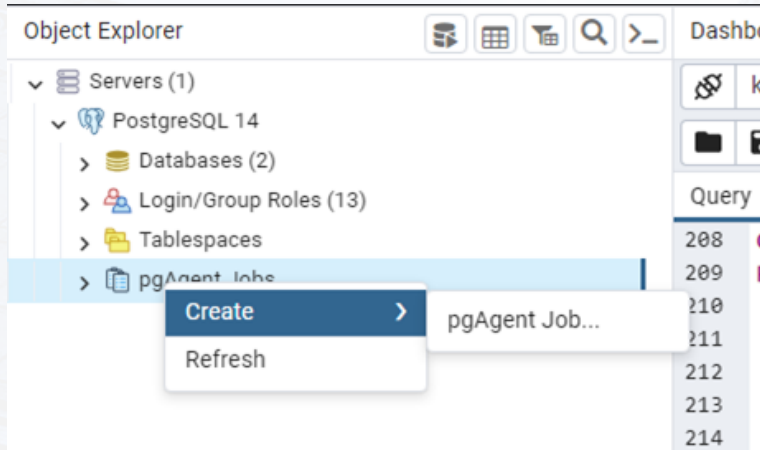 Object Explorer
Servers (1)
PostgreSQL 14
Databases (2)
Login/Group Roles (13)
Tablespaces
pgAgent Jobs
Create
pgAgent Job...
Refresh
Query
208
209
210
211
212
213
214